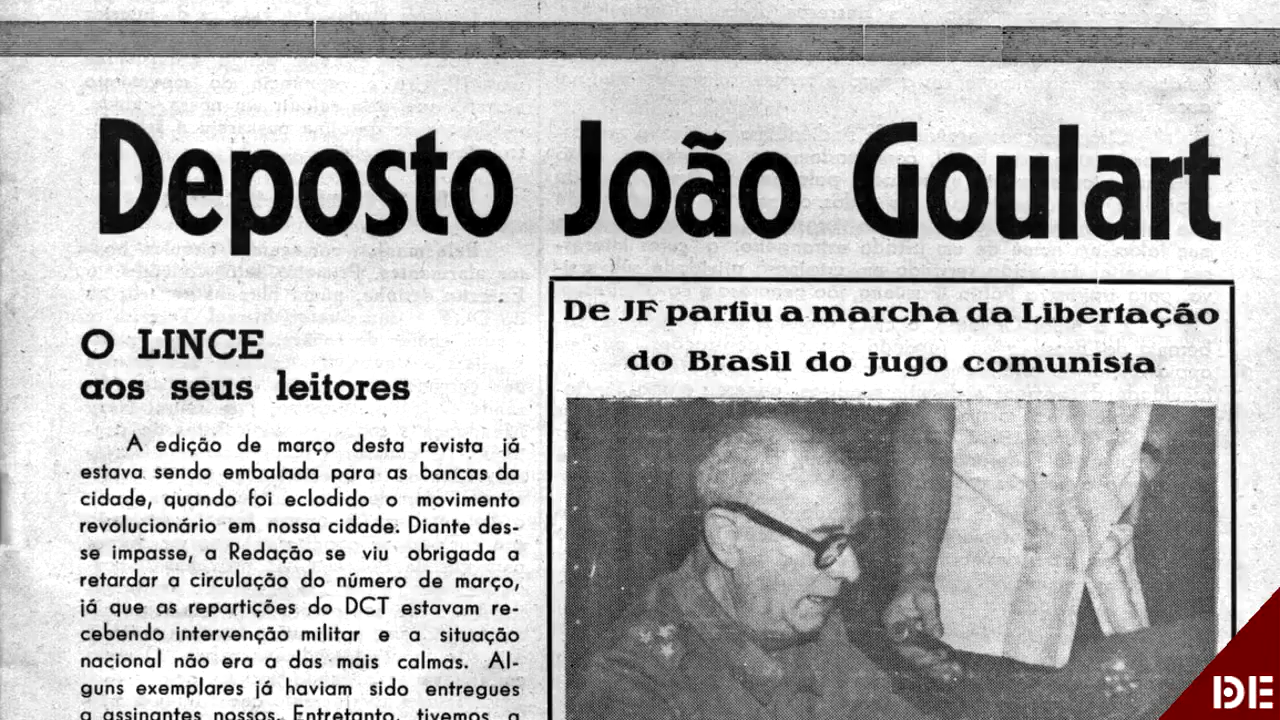 Deposto João Goulart
O LINCE
aos seus leitores
A edição de março desta revista já
estava sendo embalada para as bancas da
cidade, quando foi eclodido o movimento
revolucionário em nossa cidade. Diante des-
se impasse, a Redação se viu obrigada a
retardar a circulação do número de março,
já que as repartições do DCT estavam re-
cebendo intervenção militar e a situação
nacional não era a das mais calmas. Al-
guns exemplares já haviam sido entregues
a assinantes nossos. Entretanto, tivemos a
De JF partiu a marcha da Libertação
do Brasil do jugo comunista
DE